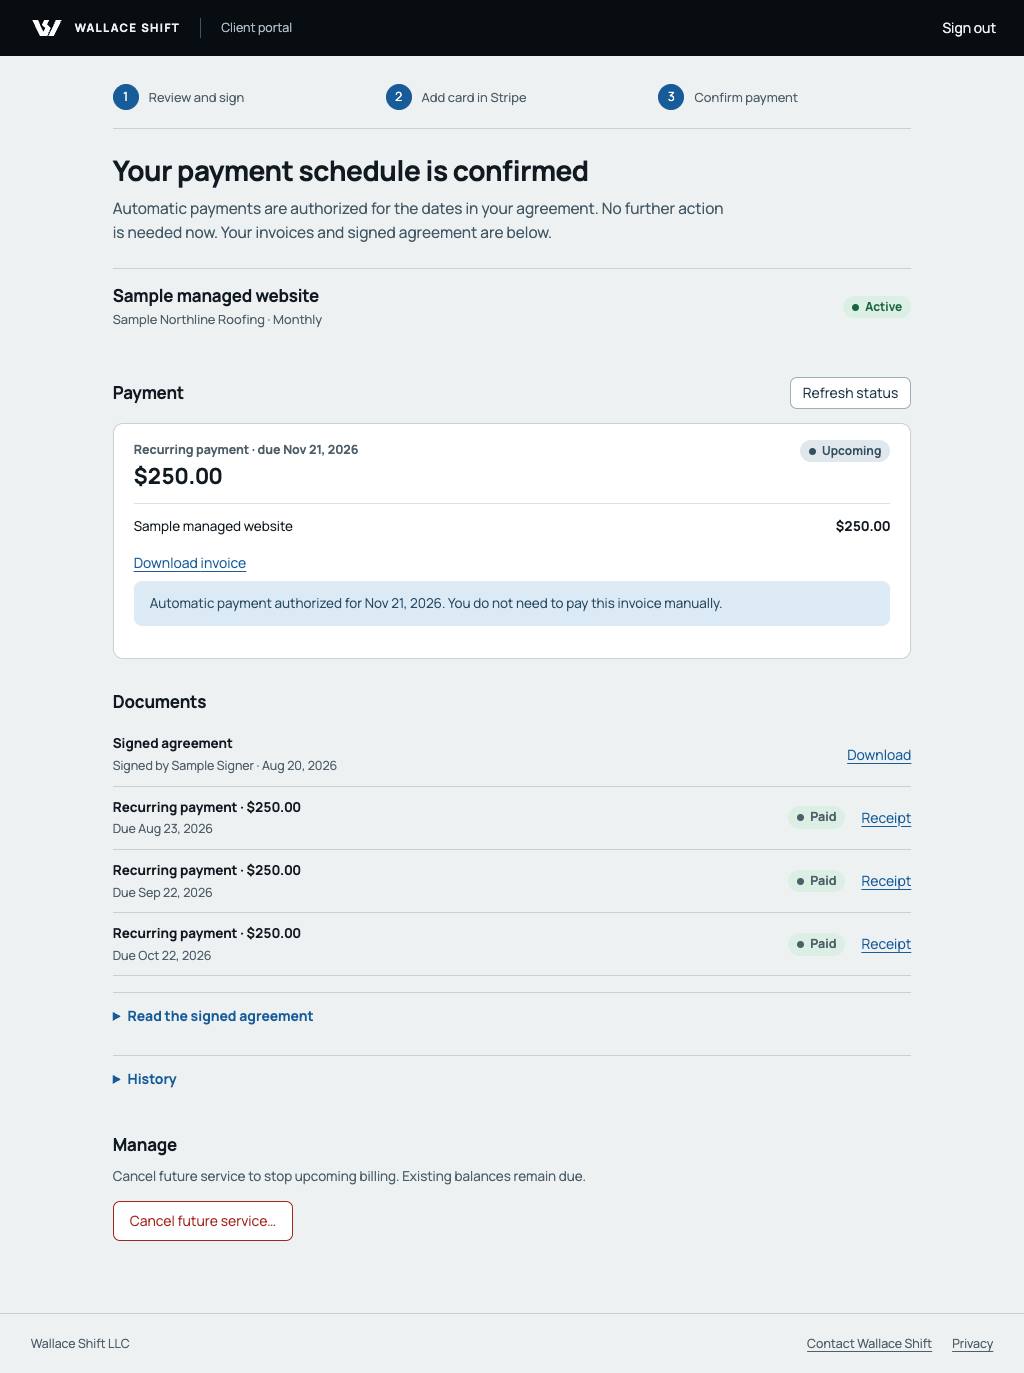 WALLACE SHIFT
Client portal
Sign out
1 Review and sign
2 Add card in Stripe
3 Confirm payment
Your payment schedule is confirmed
Automatic payments are authorized for the dates in your agreement. No further action
is needed now. Your invoices and signed agreement are below.
Sample managed website
Sample Northline Roofing · Monthly
Active
Payment
Refresh status
Recurring payment · due Nov 21, 2026
Upcoming
$250.00
Sample managed website
$250.00
Download invoice
Automatic payment authorized for Nov 21, 2026. You do not need to pay this invoice manually.
Documents
Signed agreement
Signed by Sample Signer · Aug 20, 2026
Download
Recurring payment · $250.00
Due Aug 23, 2026
Paid
Receipt
Recurring payment · $250.00
Due Sep 22, 2026
Paid
Receipt
Recurring payment · $250.00
Due Oct 22, 2026
Paid
Receipt
Read the signed agreement
History
Manage
Cancel future service to stop upcoming billing. Existing balances remain due.
Cancel future service…
Wallace Shift LLC
Contact Wallace Shift
Privacy